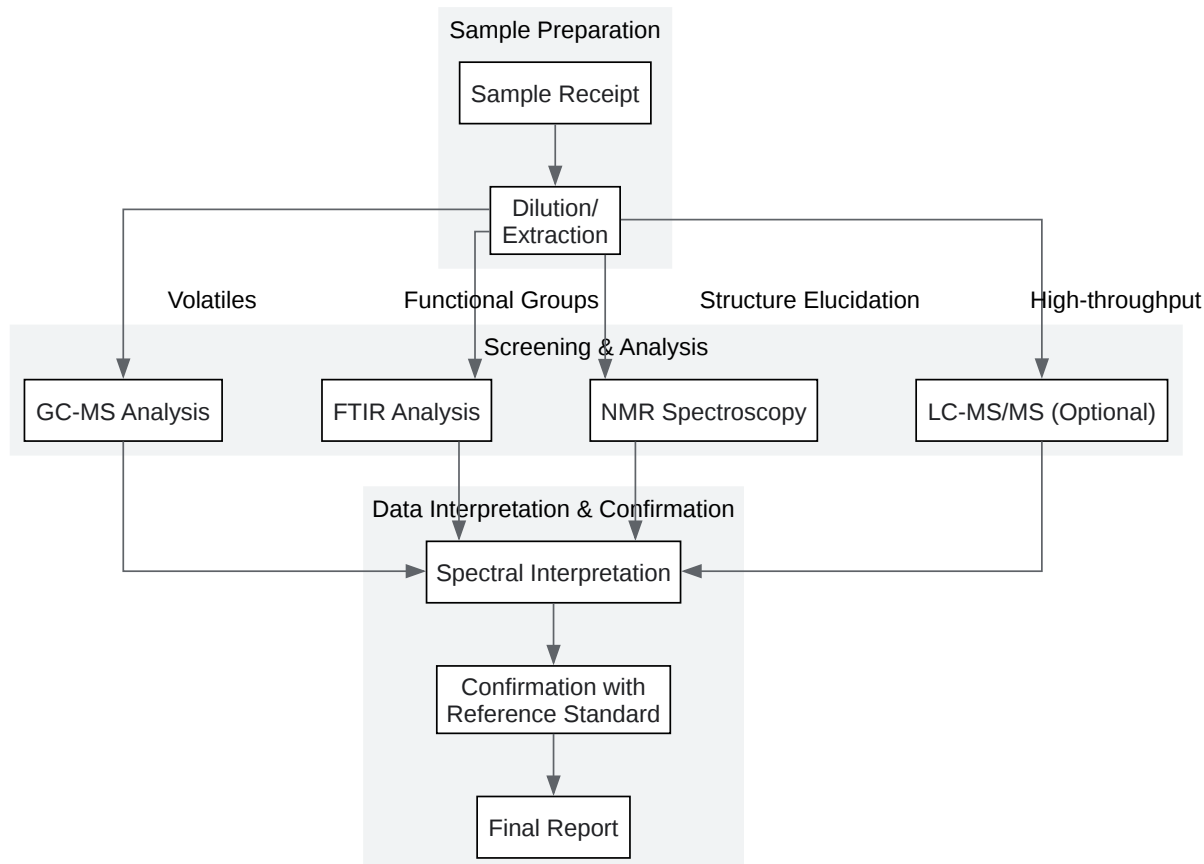 Sample Preparation
Sample Receipt
Dilution/
Extraction
Volatiles
Functional Groups
Structure Elucidation
High-throughput
Screening & Analysis
GC-MS Analysis
FTIR Analysis
NMR Spectroscopy
LC-MS/MS (Optional)
Data Interpretation & Confirmation
Spectral Interpretation
Confirmation with
Reference Standard
Final Report